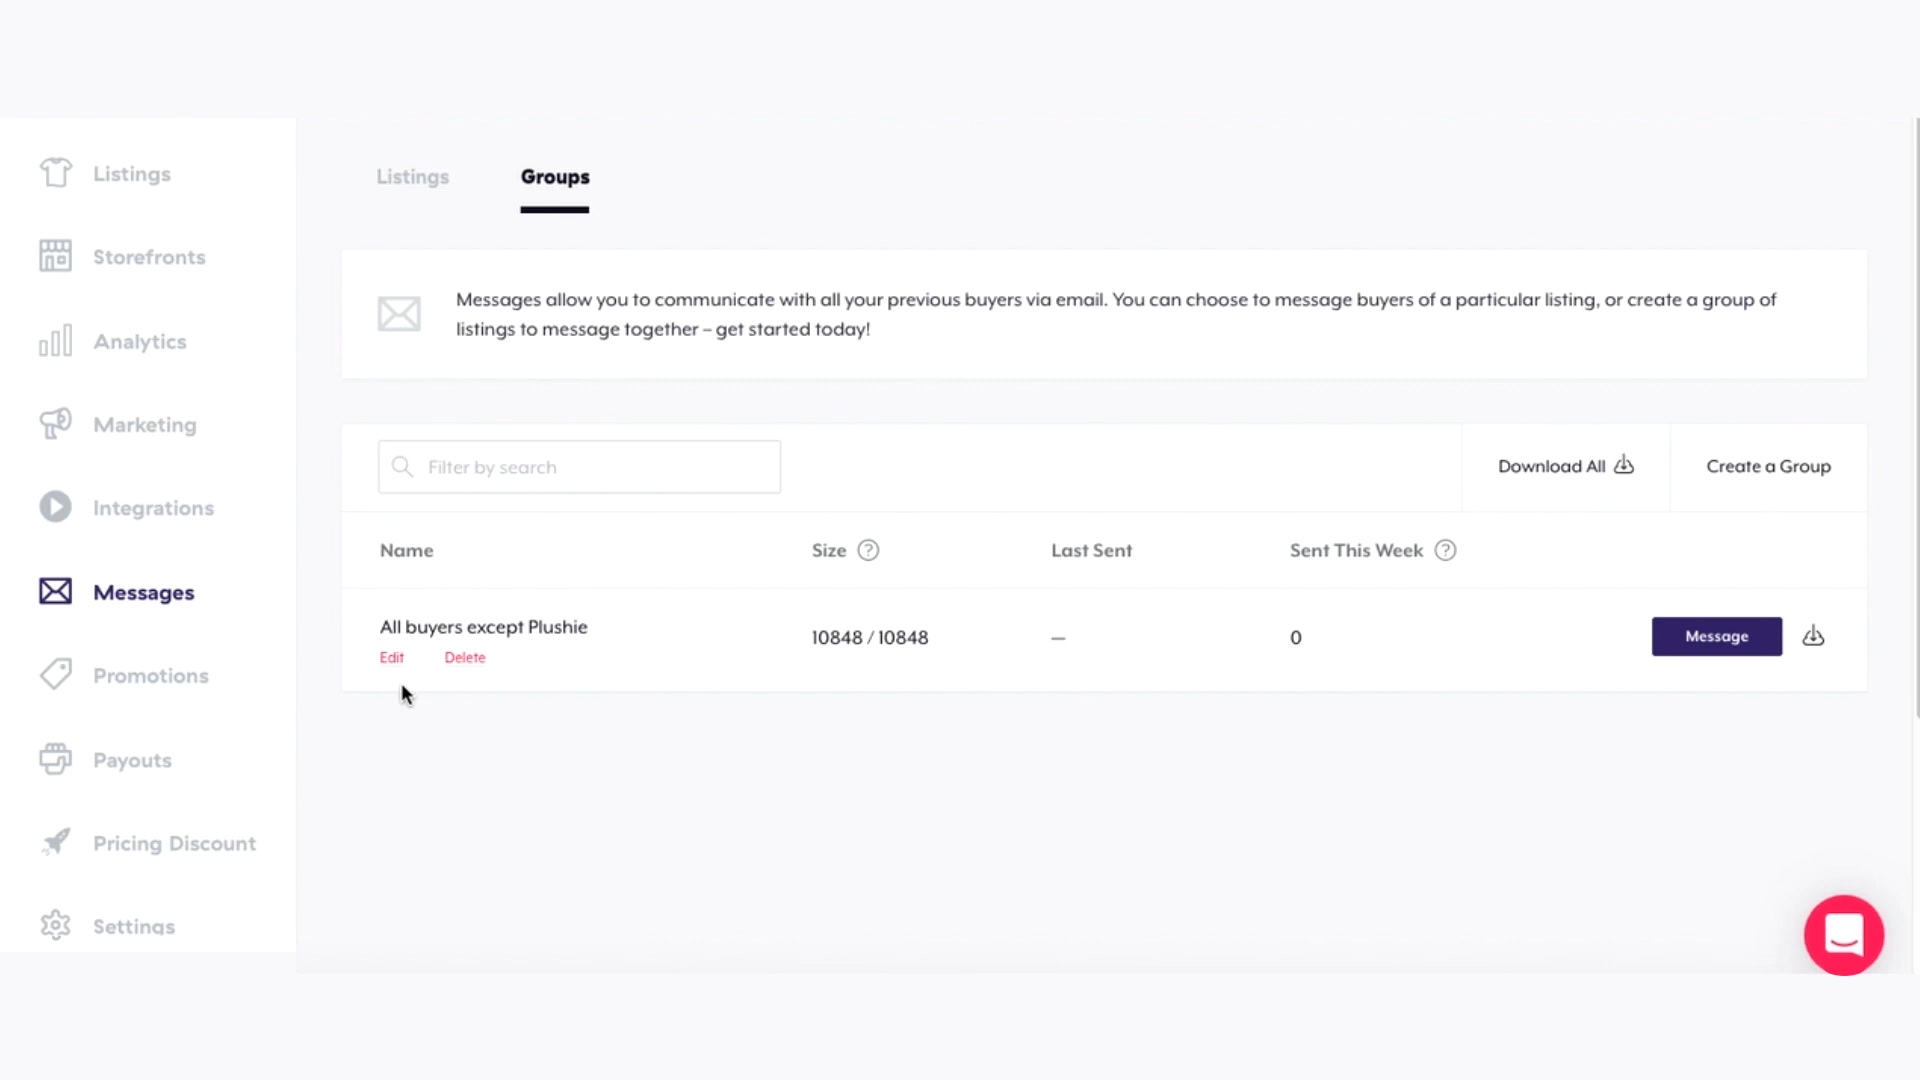 Listings
Storefronts
Analytics
Marketing
Integrations
Messages
Promotions
Payouts
Pricing Discount
Settings
Listings
Groups
Messages allow you to communicate with all your previous buyers via email. You can choose to message buyers of a particular listing, or create a group of
listings to message together – get started today!
Filter by search
Download All
Create a Group
Name
Size ?
Last Sent
Sent This Week ?
All buyers except Plushie
Edit
Delete
10848 / 10848
—
0
Message